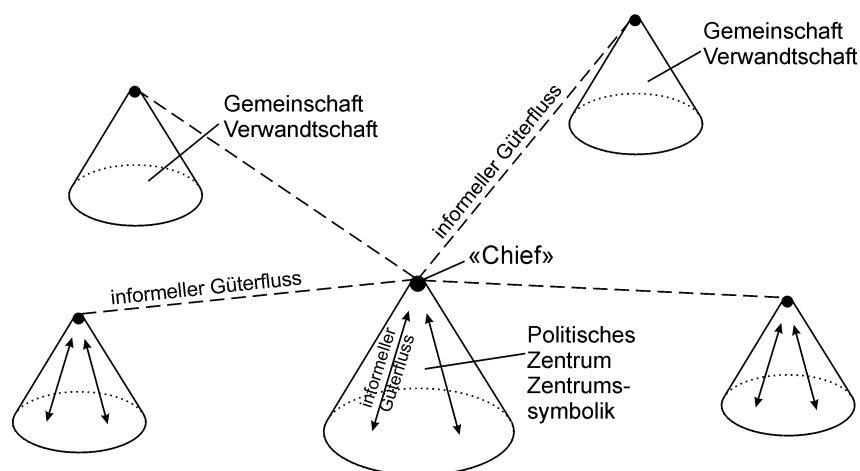 Gemeinschaft
Verwandtschaft
Gemeinschaft
Verwandtschaft
informeller Güterfluss
«Chief»
informeller Güterfluss
informeller
Güterfluss
Politisches
Zentrum
Zentrums-
symbolik